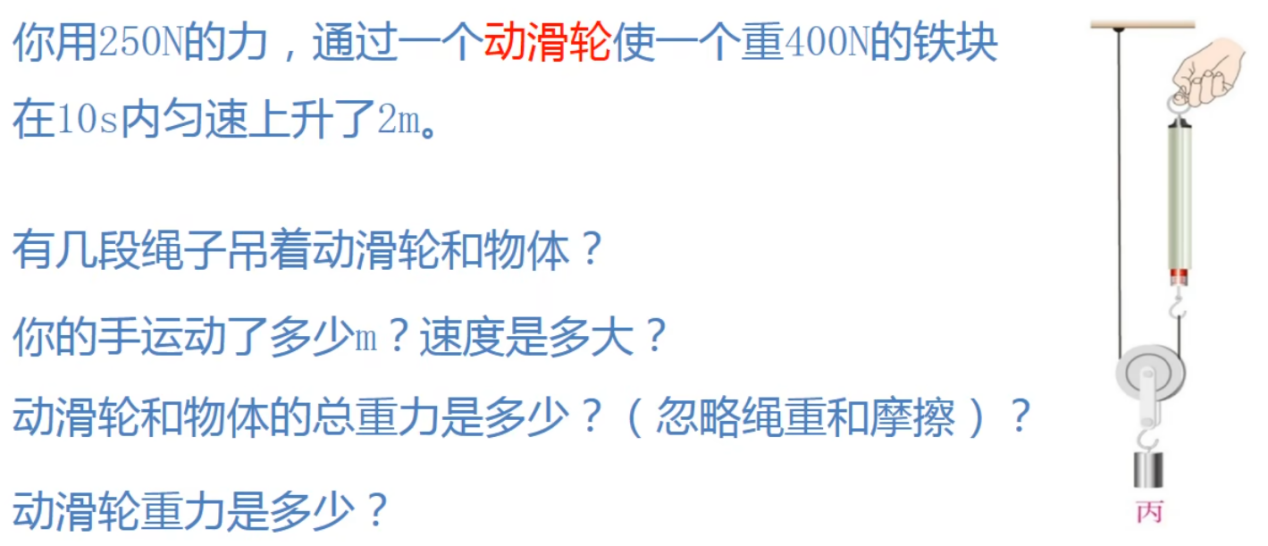 你用250N的力，通过一个动滑轮使一个重400N的铁块
在10s内匀速上升了2m。
有几段绳子吊着动滑轮和物体？
你的手运动了多少m？速度是多大？
动滑轮和物体的总重力是多少？（忽略绳重和摩擦）？
动滑轮重力是多少？
丙